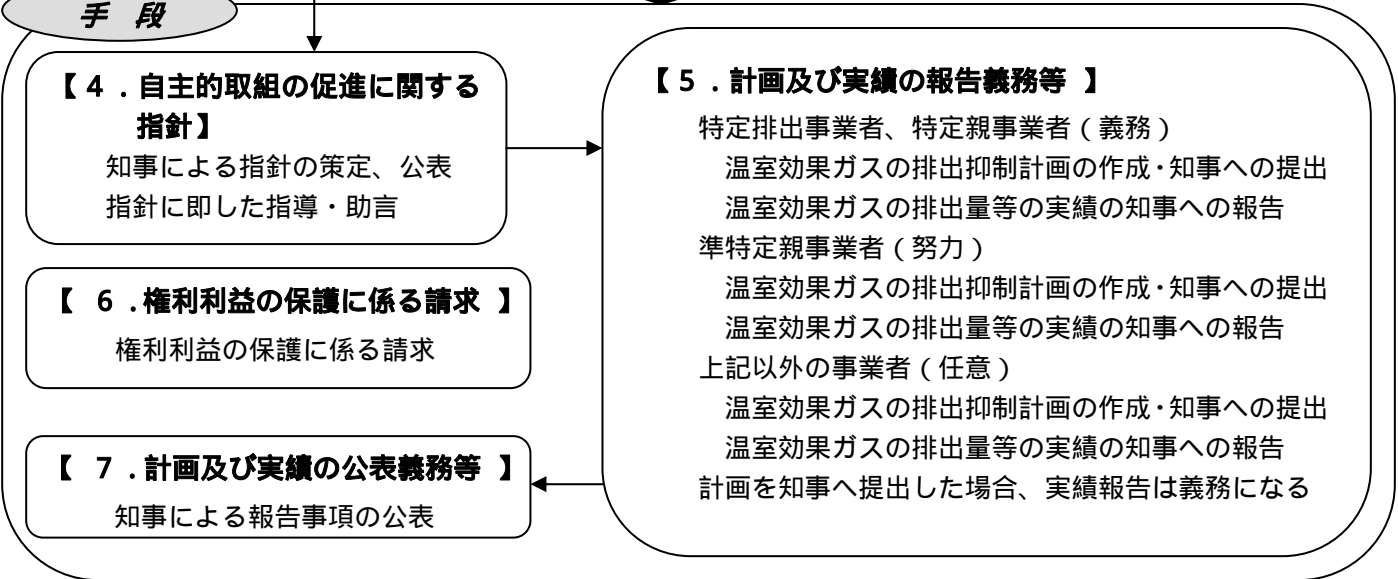 手 段
【４．自主的取組の促進に関する
指針】
知事による指針の策定、公表
指針に即した指導・助言
【 ６．権利利益の保護に係る請求 】
権利利益の保護に係る請求
【 ７．計画及び実績の公表義務等 】
知事による報告事項の公表
【５．計画及び実績の報告義務等 】
特定排出事業者、特定親事業者（義務）
温室効果ガスの排出抑制計画の作成・知事への提出
温室効果ガスの排出量等の実績の知事への報告
準特定親事業者（努力）
温室効果ガスの排出抑制計画の作成・知事への提出
温室効果ガスの排出量等の実績の知事への報告
上記以外の事業者（任意）
温室効果ガスの排出抑制計画の作成・知事への提出
温室効果ガスの排出量等の実績の知事への報告
計画を知事へ提出した場合、実績報告は義務になる